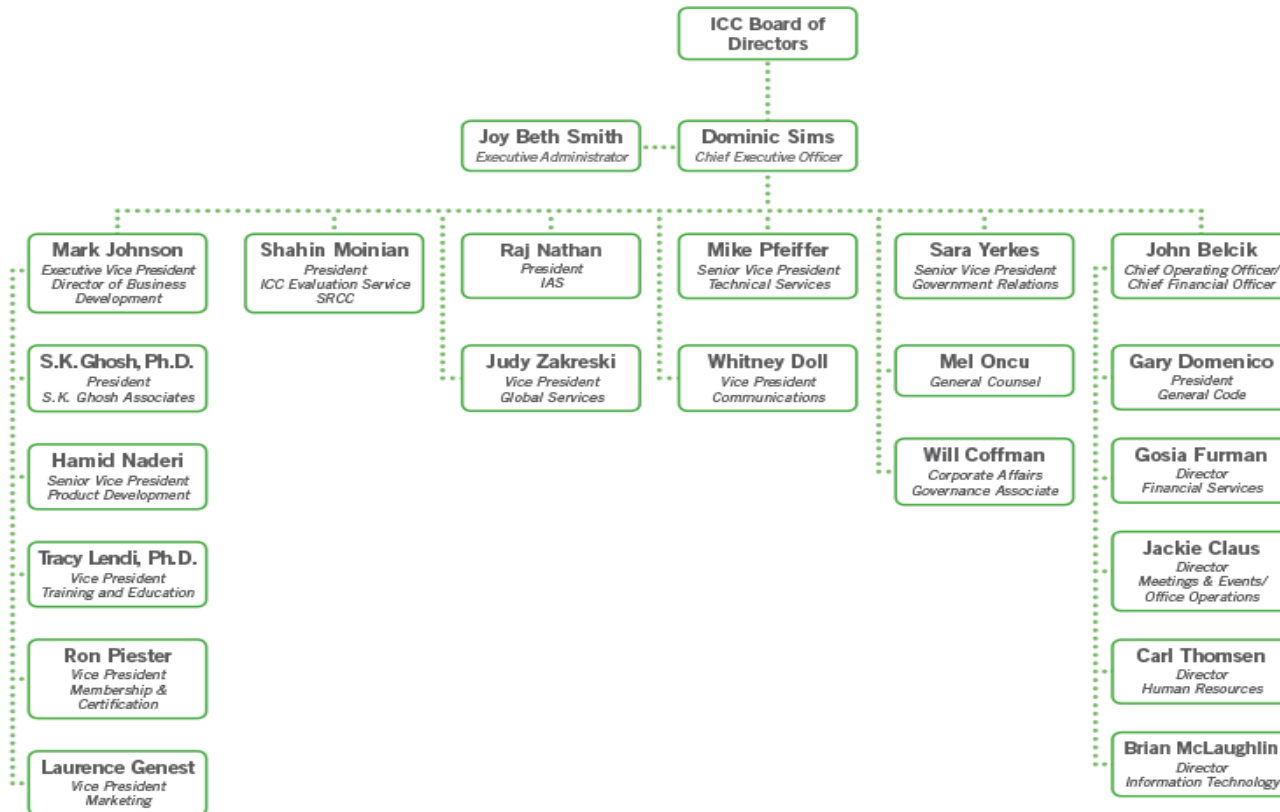 ICC Board of
Directors
Joy Beth Smith
Executive Administrator
Dominic Sims
Chief Executive Officer
Mark Johnson
Executive Vice President
Director of Business
Development
Shahin Moinian
President
ICC Evaluation Service
SRCC
Raj Nathan
President
IAS
Mike Pfeiffer
Senior Vice President
Technical Services
Sara Yerkes
Senior Vice President
Government Relations
John Belcik
Chief Operating Officer/
Chief Financial Officer
S.K. Ghosh, Ph.D.
President
S.K. Ghosh Associates
Judy Zakreski
Vice President
Global Services
Whitney Doll
Vice President
Communications
Mel Oncu
General Counsel
Gary Domenico
President
General Code
Hamid Naderi
Senior Vice President
Product Development
Will Coffman
Corporate Affairs
Governance Associate
Gosia Furman
Director
Financial Services
Tracy Lendi, Ph.D.
Vice President
Training and Education
Jackie Claus
Director
Meetings & Events/
Office Operations
Ron Piester
Vice President
Membership &
Certification
Carl Thomsen
Director
Human Resources
Laurence Genest
Vice President
Marketing
Brian McLaughlin
Director
Information Technology